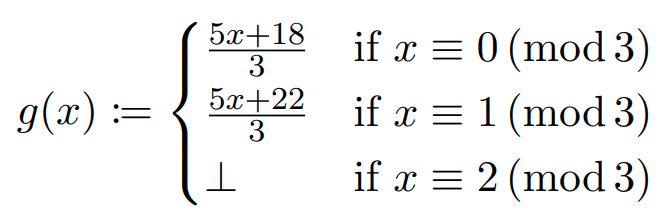 g(x) := { (5x+18)/3 if x ≡ 0 (mod 3)
(5x+22)/3 if x ≡ 1 (mod 3)
⊥ if x ≡ 2 (mod 3)